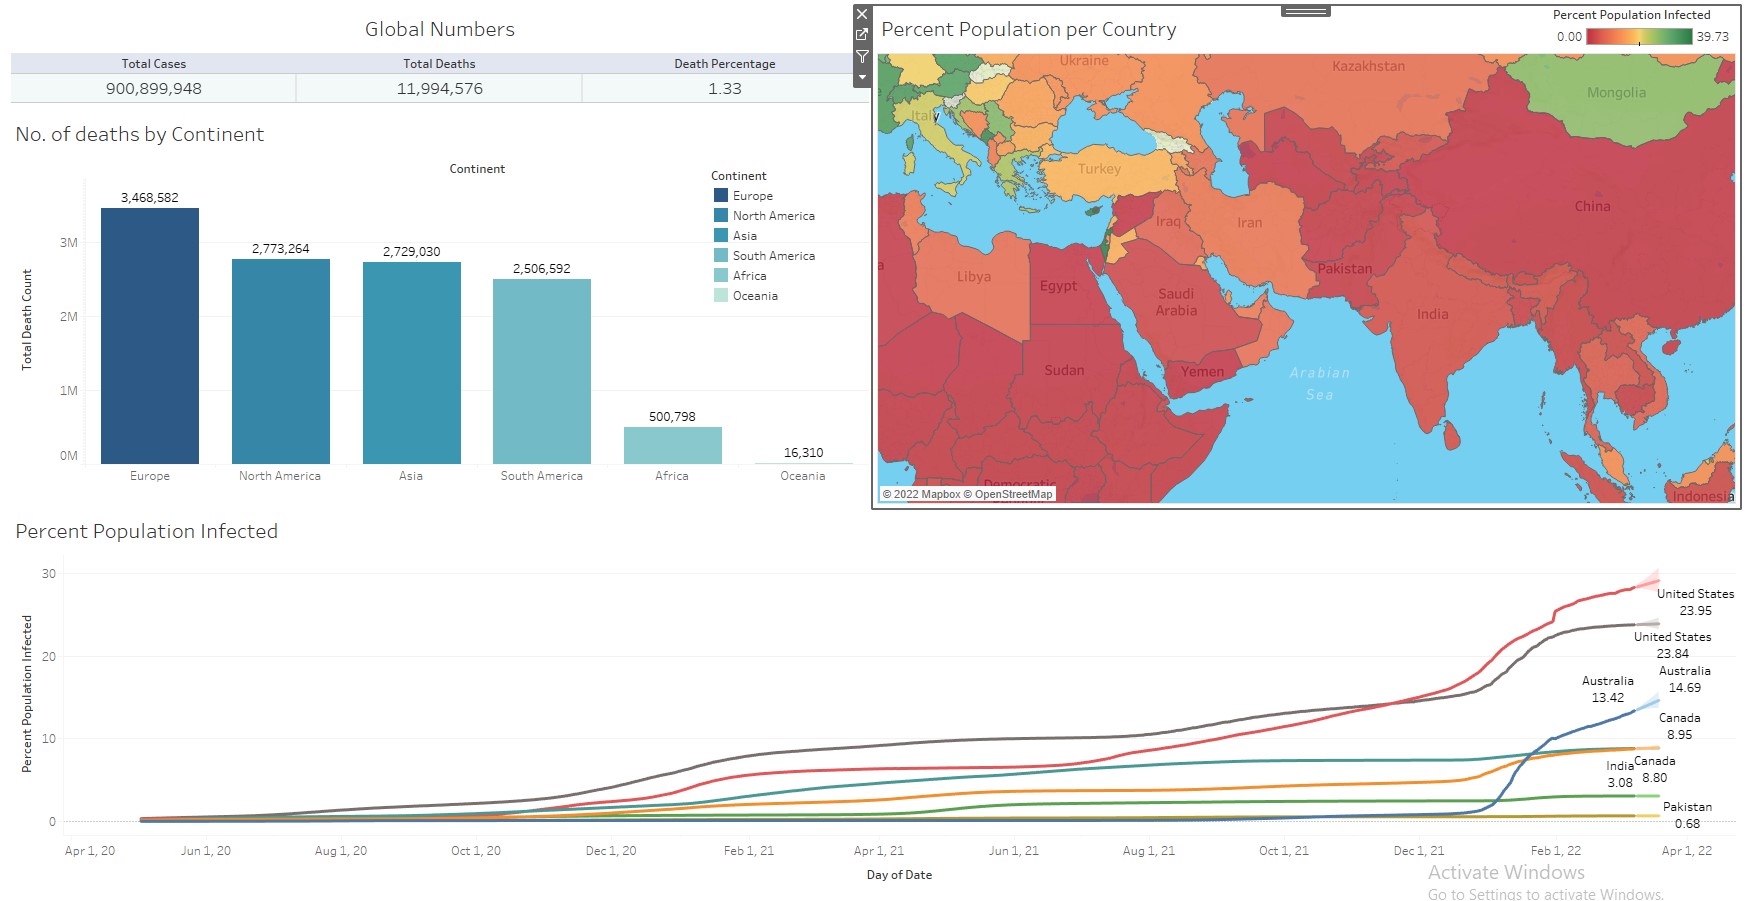 Global Numbers
Total Cases
Total Deaths
Death Percentage
900,899,948
11,994,576
1.33
No. of deaths by Continent
Continent
3,468,582
2,773,264
2,729,030
2,506,592
500,798
16,310
Total Death Count
3M
2M
1M
0M
Europe
North America
Asia
South America
Africa
Oceania
Continent
Europe
North America
Asia
South America
Africa
Oceania
Percent Population per Country
Percent Population Infected
0.00
39.73
Ukraine
Kazakhstan
Mongolia
Italy
Turkey
China
Iraq
Iran
Pakistan
Libya
Egypt
Saudi
Arabia
India
Sudan
Yemen
Arabian
Sea
Democratic
Indonesia
© 2022 Mapbox © OpenStreetMap
Percent Population Infected
Percent Population Infected
30
20
10
0
United States
23.95
United States
23.84
Australia
14.69
Australia
13.42
Canada
8.95
India
3.08
Canada
8.80
Pakistan
0.68
Apr 1, 20
Jun 1, 20
Aug 1, 20
Oct 1, 20
Dec 1, 20
Feb 1, 21
Apr 1, 21
Jun 1, 21
Aug 1, 21
Oct 1, 21
Dec 1, 21
Feb 1, 22
Apr 1, 22
Day of Date
Activate Windows
Go to Settings to activate Windows.